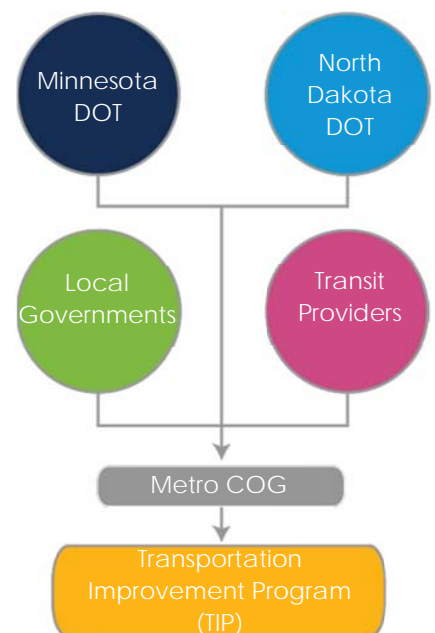 Minnesota
DOT
North
Dakota
DOT
Local
Governments
Transit
Providers
Metro COG
Transportation
Improvement Program
(TIP)